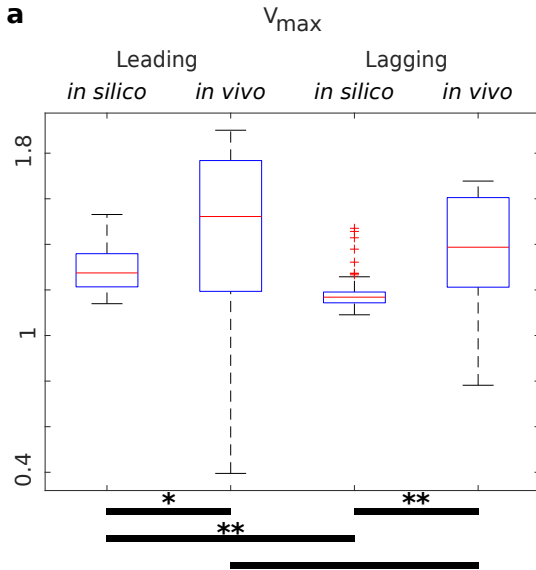 a
Vmax
Leading Lagging
in silico in vivo in silico in vivo
1.8
1
0.4
* **
**